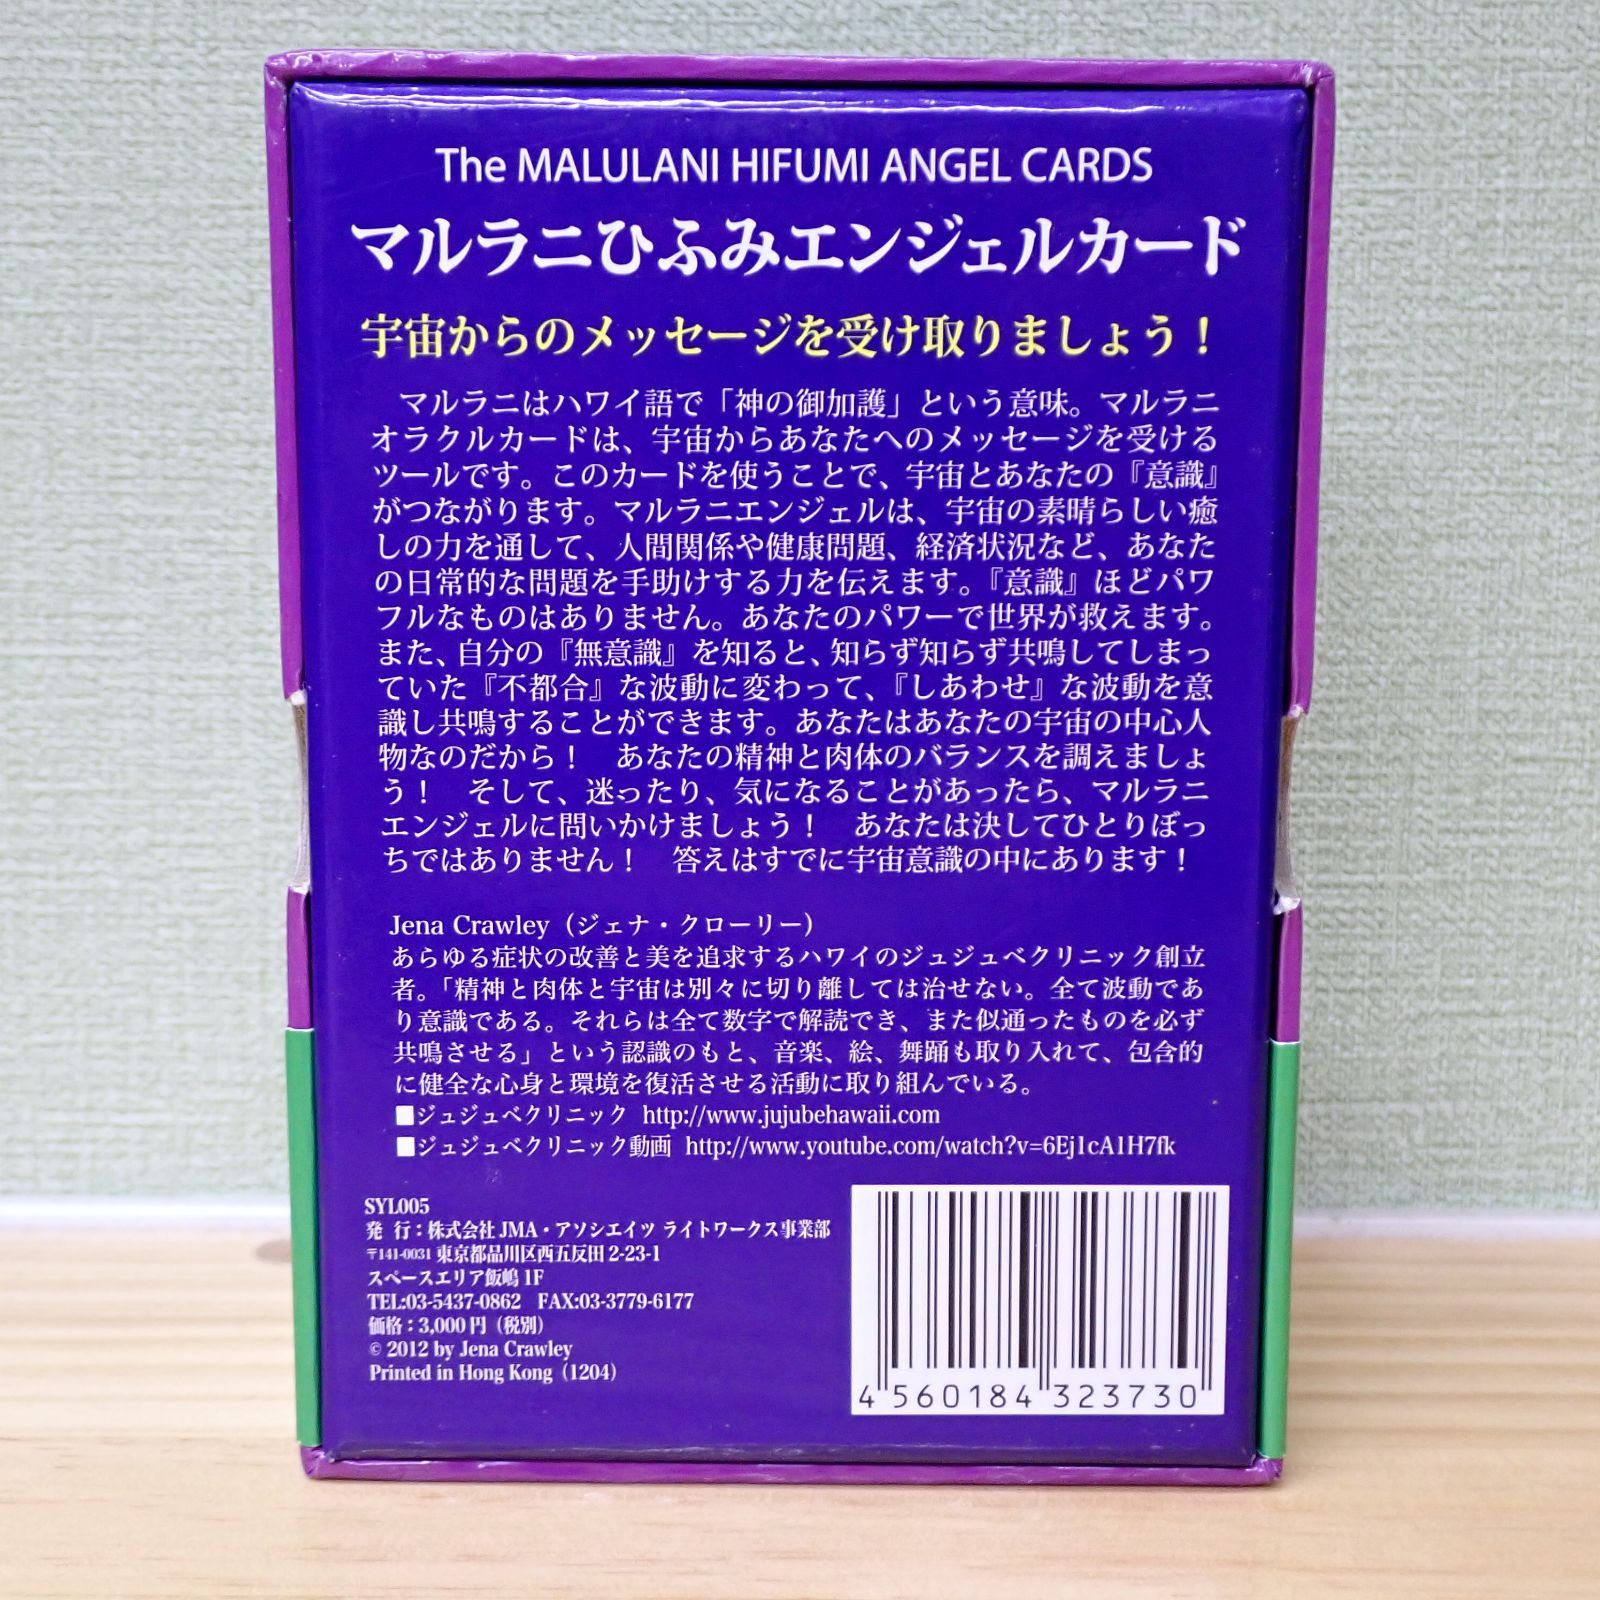 The MALULANI HIFUMI ANGEL CARDS
マルラニひふみエンジェルカード
宇宙からのメッセージを受け取りましょう！
マルラニはハワイ語で「神の御加護」という意味。マルラニ
オラクルカードは、宇宙からあなたへのメッセージを受ける
ツールです。このカードを使うことで、宇宙とあなたの『意識』
がつながります。マルラニエンジェルは、宇宙の素晴らしい癒
しの力を通して、人間関係や健康問題、経済状況など、あなた
の日常的な問題を手助けする力を伝えます。『意識』ほどパワ
フルなものはありません。あなたのパワーで世界が救えます。
また、自分の『無意識』を知ると、知らず知らず共鳴してしまっ
ていた『不都合』な波動に変わって、『しあわせ』な波動を意
識し共鳴することができます。あなたはあなたの宇宙の中心人
物なのだから！　あなたの精神と肉体のバランスを調えましょ
う！　そして、迷ったり、気になることがあったら、マルラニ
エンジェルに問いかけましょう！　あなたは決してひとりぼっ
ちではありません！　答えはすでに宇宙意識の中にあります！
Jena Crawley（ジェナ・クローリー）
あらゆる症状の改善と美を追求するハワイのジュジュベクリニック創立
者。「精神と肉体と宇宙は別々に切り離しては治せない。全て波動であ
り意識である。それらは全て数字で解読でき、また似通ったものを必ず
共鳴させる」という認識のもと、音楽、絵、舞踊も取り入れて、包含的
に健全な心身と環境を復活させる活動に取り組んでいる。
■ジュジュベクリニック http://www.jujubehawaii.com
■ジュジュベクリニック動画 http://www.youtube.com/watch?v=6Ej1cA1H7fk
SYL005
発 行：株式会社JMA・アソシエイツ ライトワークス事業部
〒141-0031 東京都品川区西五反田2-23-1
スペースエリア飯嶋1F
TEL:03-5437-0862　FAX:03-3779-6177
価格：3,000円（税別）
© 2012 by Jena Crawley
Printed in Hong Kong（1204）
4 560184 323730